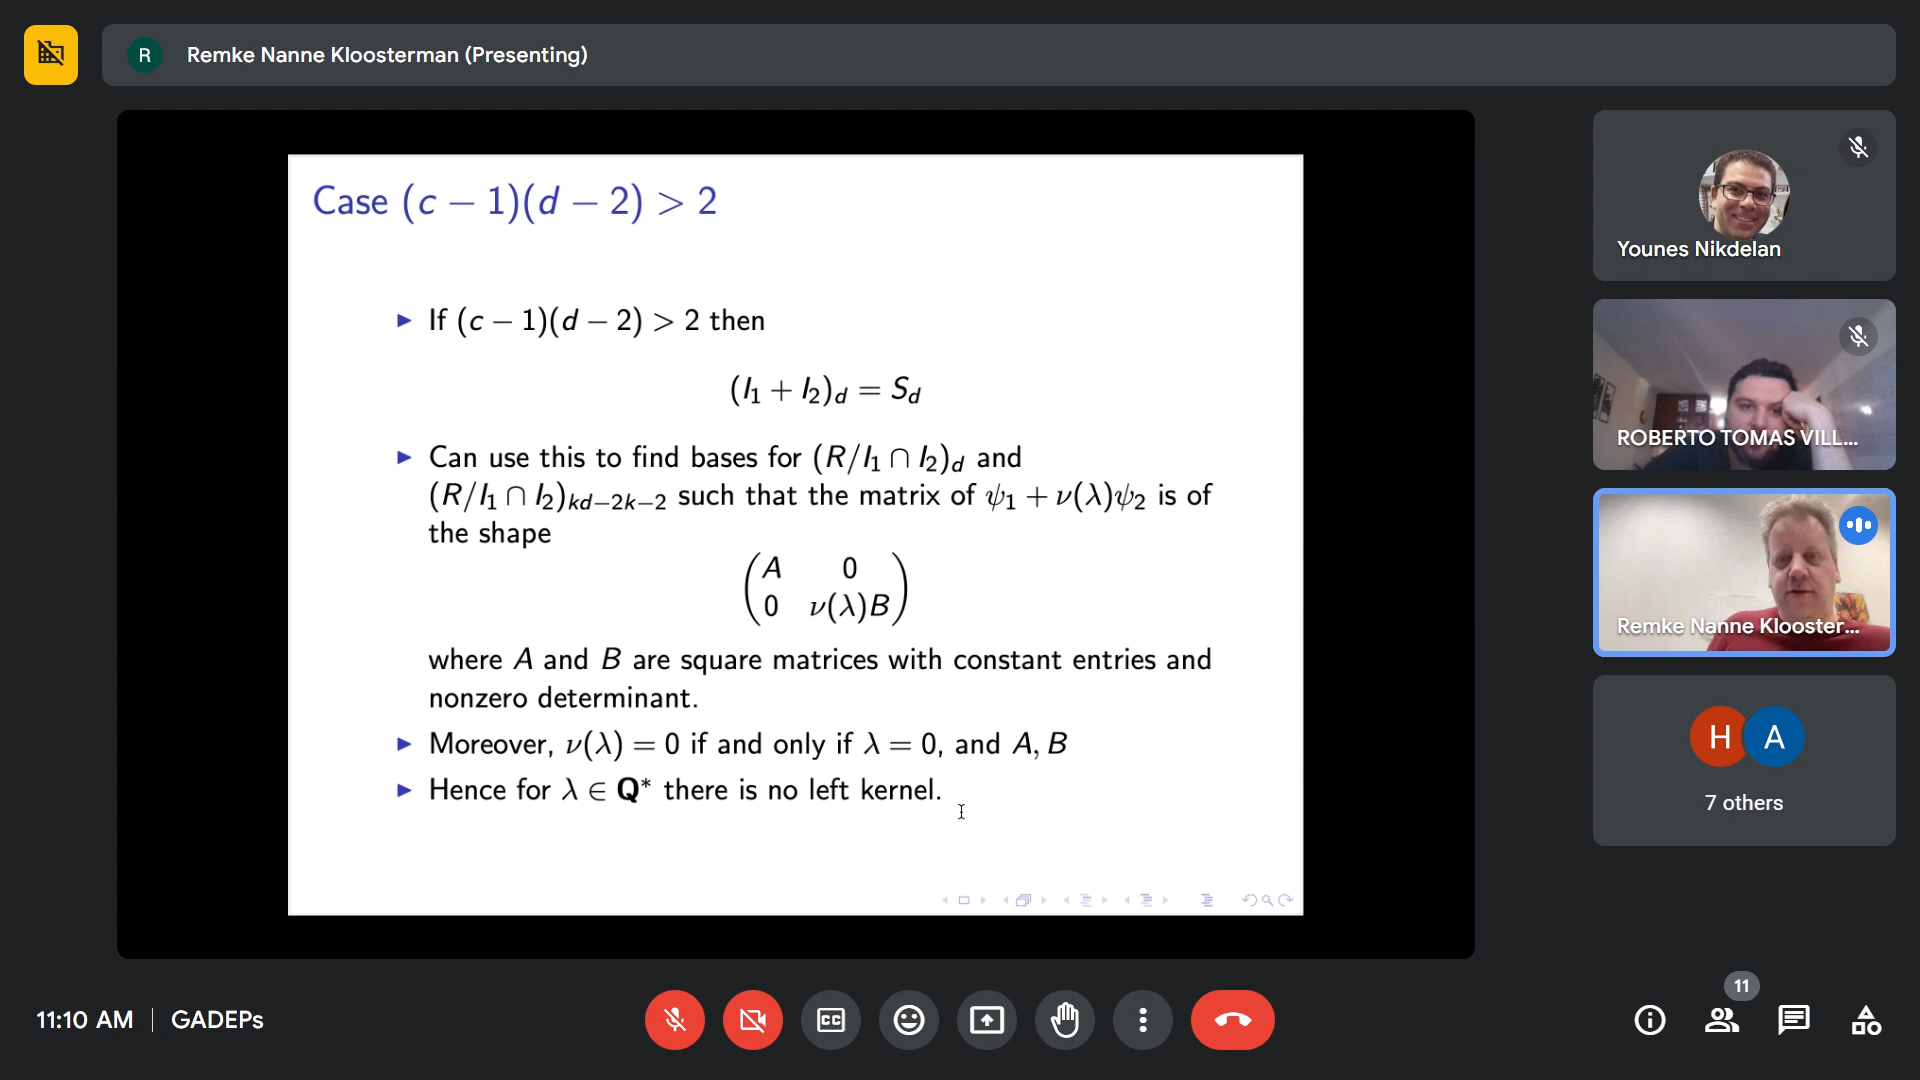 R Remke Nanne Kloosterman (Presenting)
Case (c − 1)(d − 2) > 2
▶ If (c − 1)(d − 2) > 2 then
(I₁ + I₂)_d = S_d
▶ Can use this to find bases for (R/I₁ ∩ I₂)_d and
(R/I₁ ∩ I₂)_{kd−2k−2} such that the matrix of ψ₁ + ν(λ)ψ₂ is of
the shape
(A 0
0 ν(λ)B)
where A and B are square matrices with constant entries and
nonzero determinant.
▶ Moreover, ν(λ) = 0 if and only if λ = 0, and A, B
▶ Hence for λ ∈ Q* there is no left kernel.
Younes Nikdelan
ROBERTO TOMAS VILL...
Remke Nanne Klooster...
H A
7 others
11:10 AM | GADEPs
CC
11